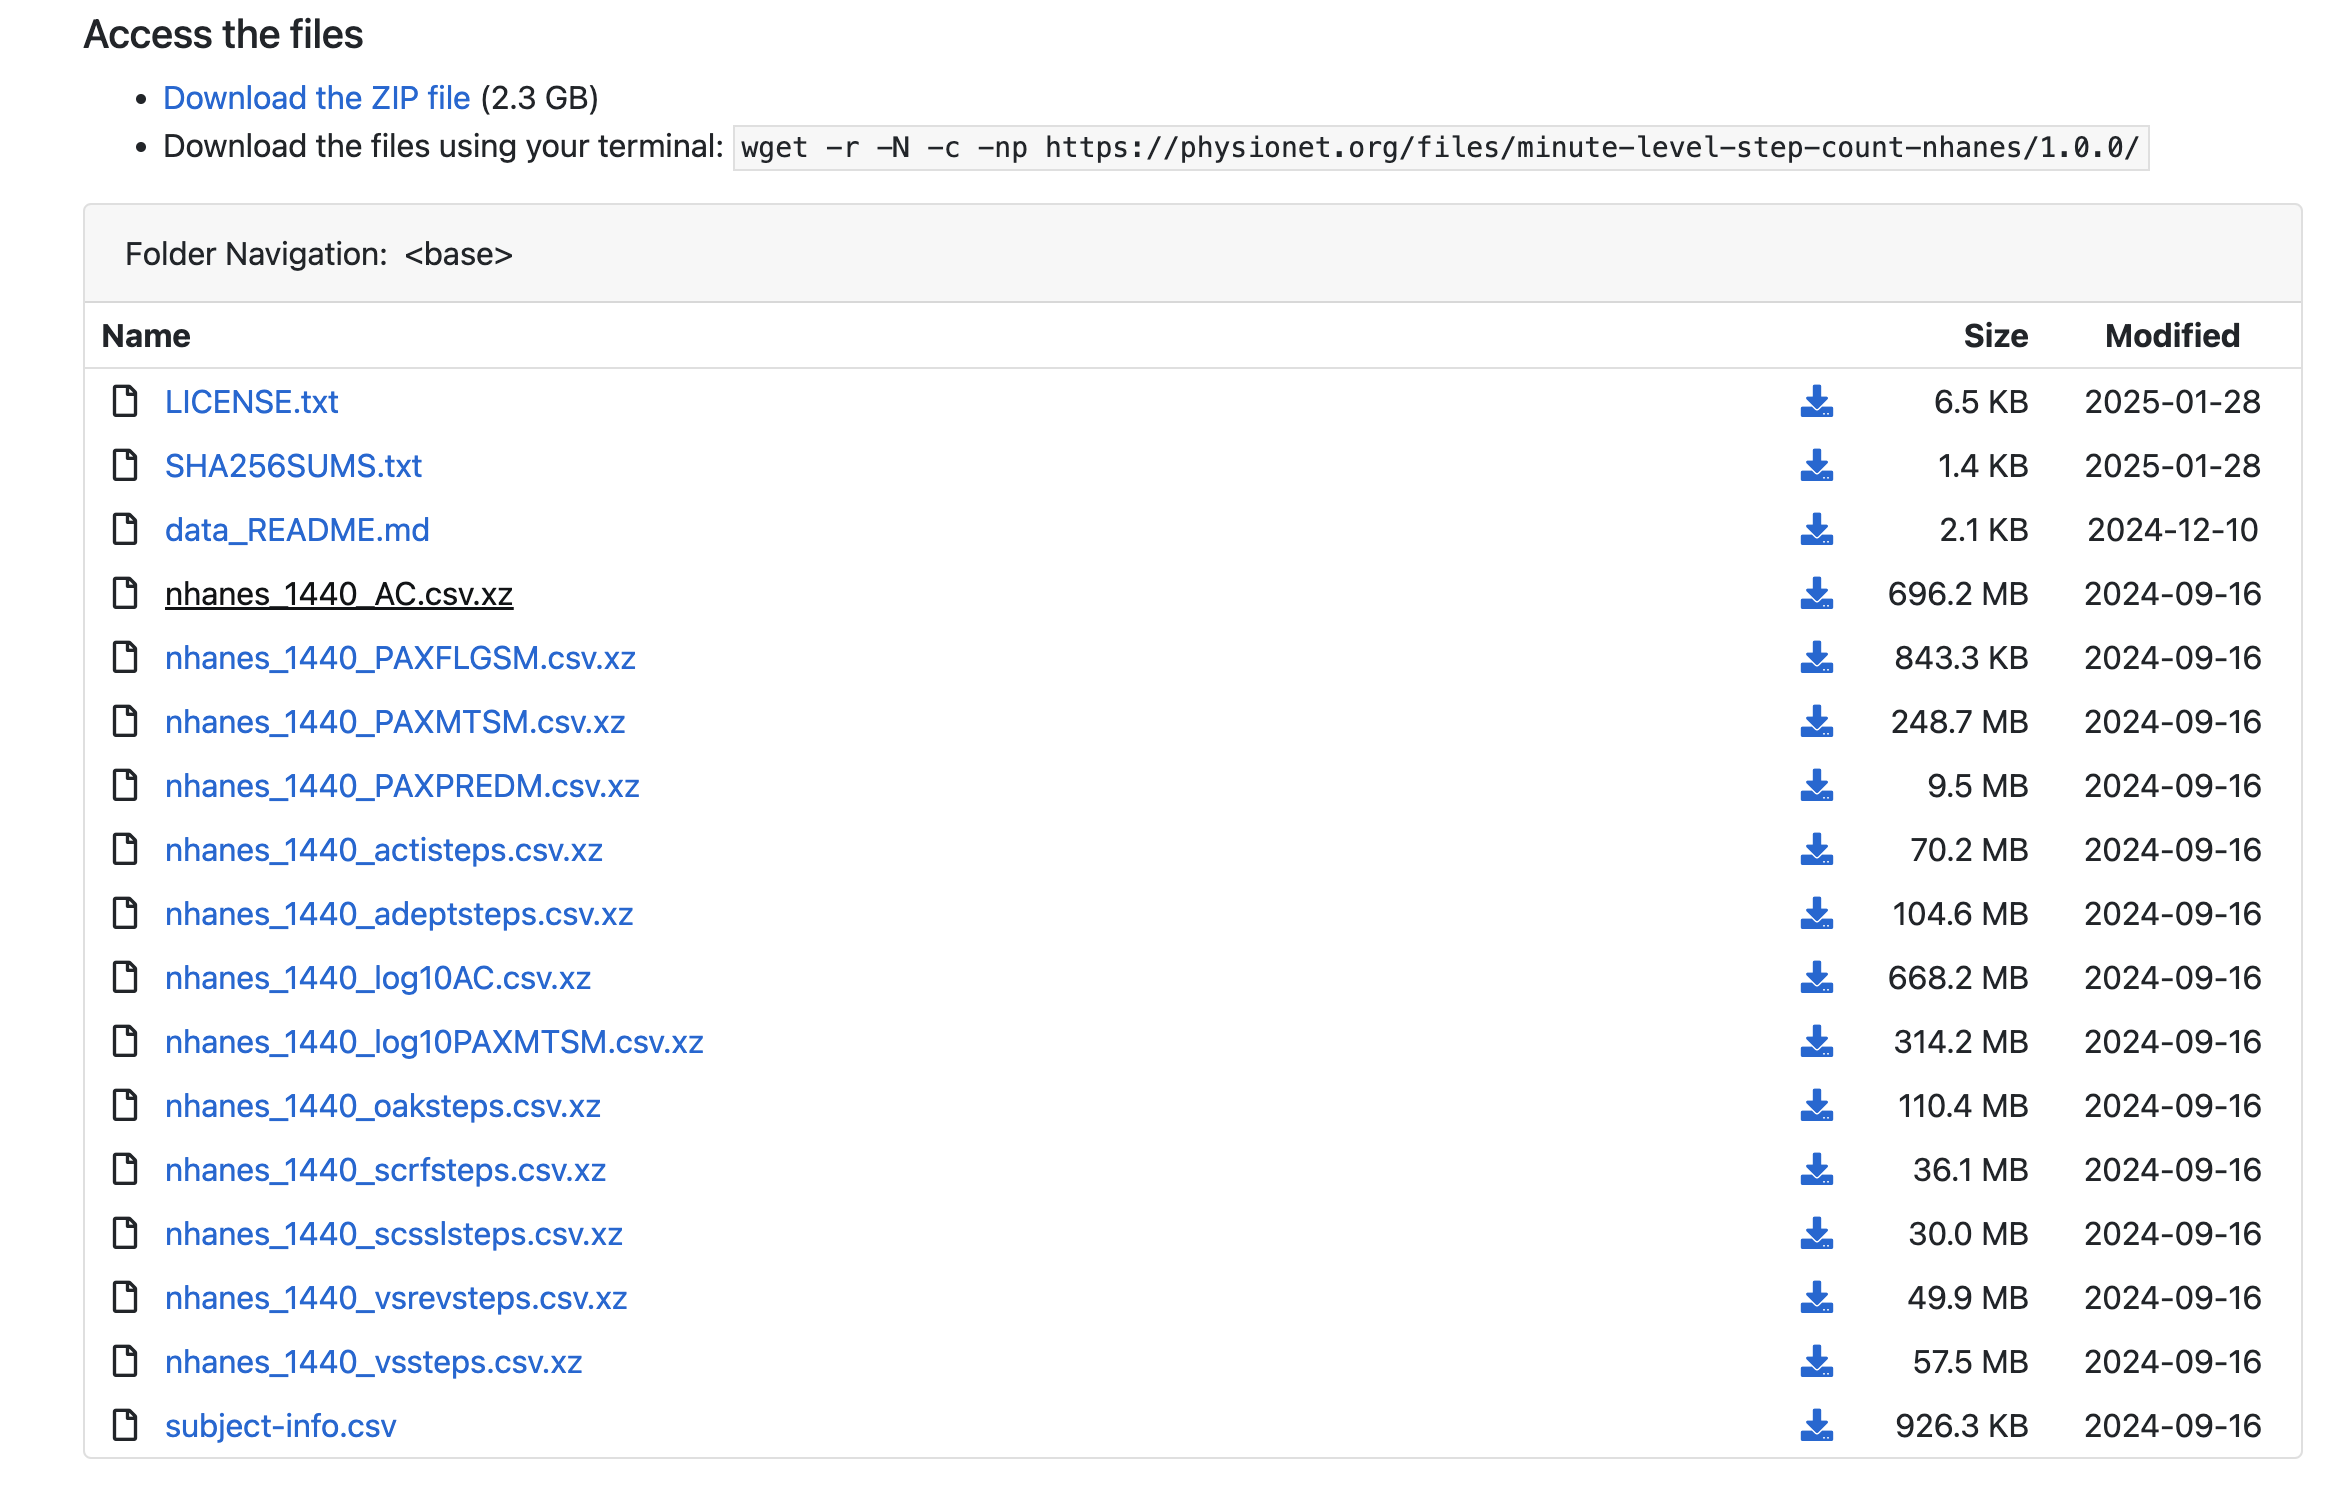 Access the files
Download the ZIP file (2.3 GB)
Download the files using your terminal: wget -r -N -c -np https://physionet.org/files/minute-level-step-count-nhanes/1.0.0/
Folder Navigation: <base>
Name Size Modified
LICENSE.txt 6.5 KB 2025-01-28
SHA256SUMS.txt 1.4 KB 2025-01-28
data_README.md 2.1 KB 2024-12-10
nhanes_1440_AC.csv.xz 696.2 MB 2024-09-16
nhanes_1440_PAXFLGSM.csv.xz 843.3 KB 2024-09-16
nhanes_1440_PAXMTSM.csv.xz 248.7 MB 2024-09-16
nhanes_1440_PAXPREDM.csv.xz 9.5 MB 2024-09-16
nhanes_1440_actisteps.csv.xz 70.2 MB 2024-09-16
nhanes_1440_adeptsteps.csv.xz 104.6 MB 2024-09-16
nhanes_1440_log10AC.csv.xz 668.2 MB 2024-09-16
nhanes_1440_log10PAXMTSM.csv.xz 314.2 MB 2024-09-16
nhanes_1440_oaksteps.csv.xz 110.4 MB 2024-09-16
nhanes_1440_scrfsteps.csv.xz 36.1 MB 2024-09-16
nhanes_1440_scsslsteps.csv.xz 30.0 MB 2024-09-16
nhanes_1440_vsrevsteps.csv.xz 49.9 MB 2024-09-16
nhanes_1440_vssteps.csv.xz 57.5 MB 2024-09-16
subject-info.csv 926.3 KB 2024-09-16